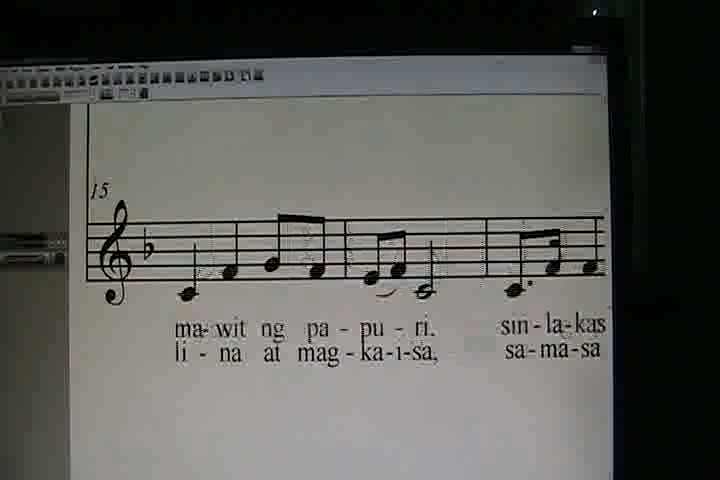 15
ma-wit ng pa - pu - ri. sin-la-kas
li - na at mag-ka-i-sa, sa-ma-sa